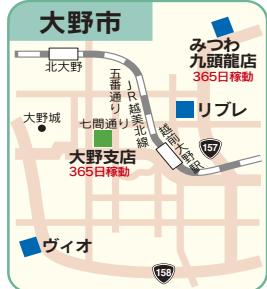 大野市
みつわ
九頭龍店
365日稼動
北大野
五番通り
JR越美北線
リブレ
大野城
七間通り
越前大野駅
157
大野支店
365日稼動
ヴィオ
158